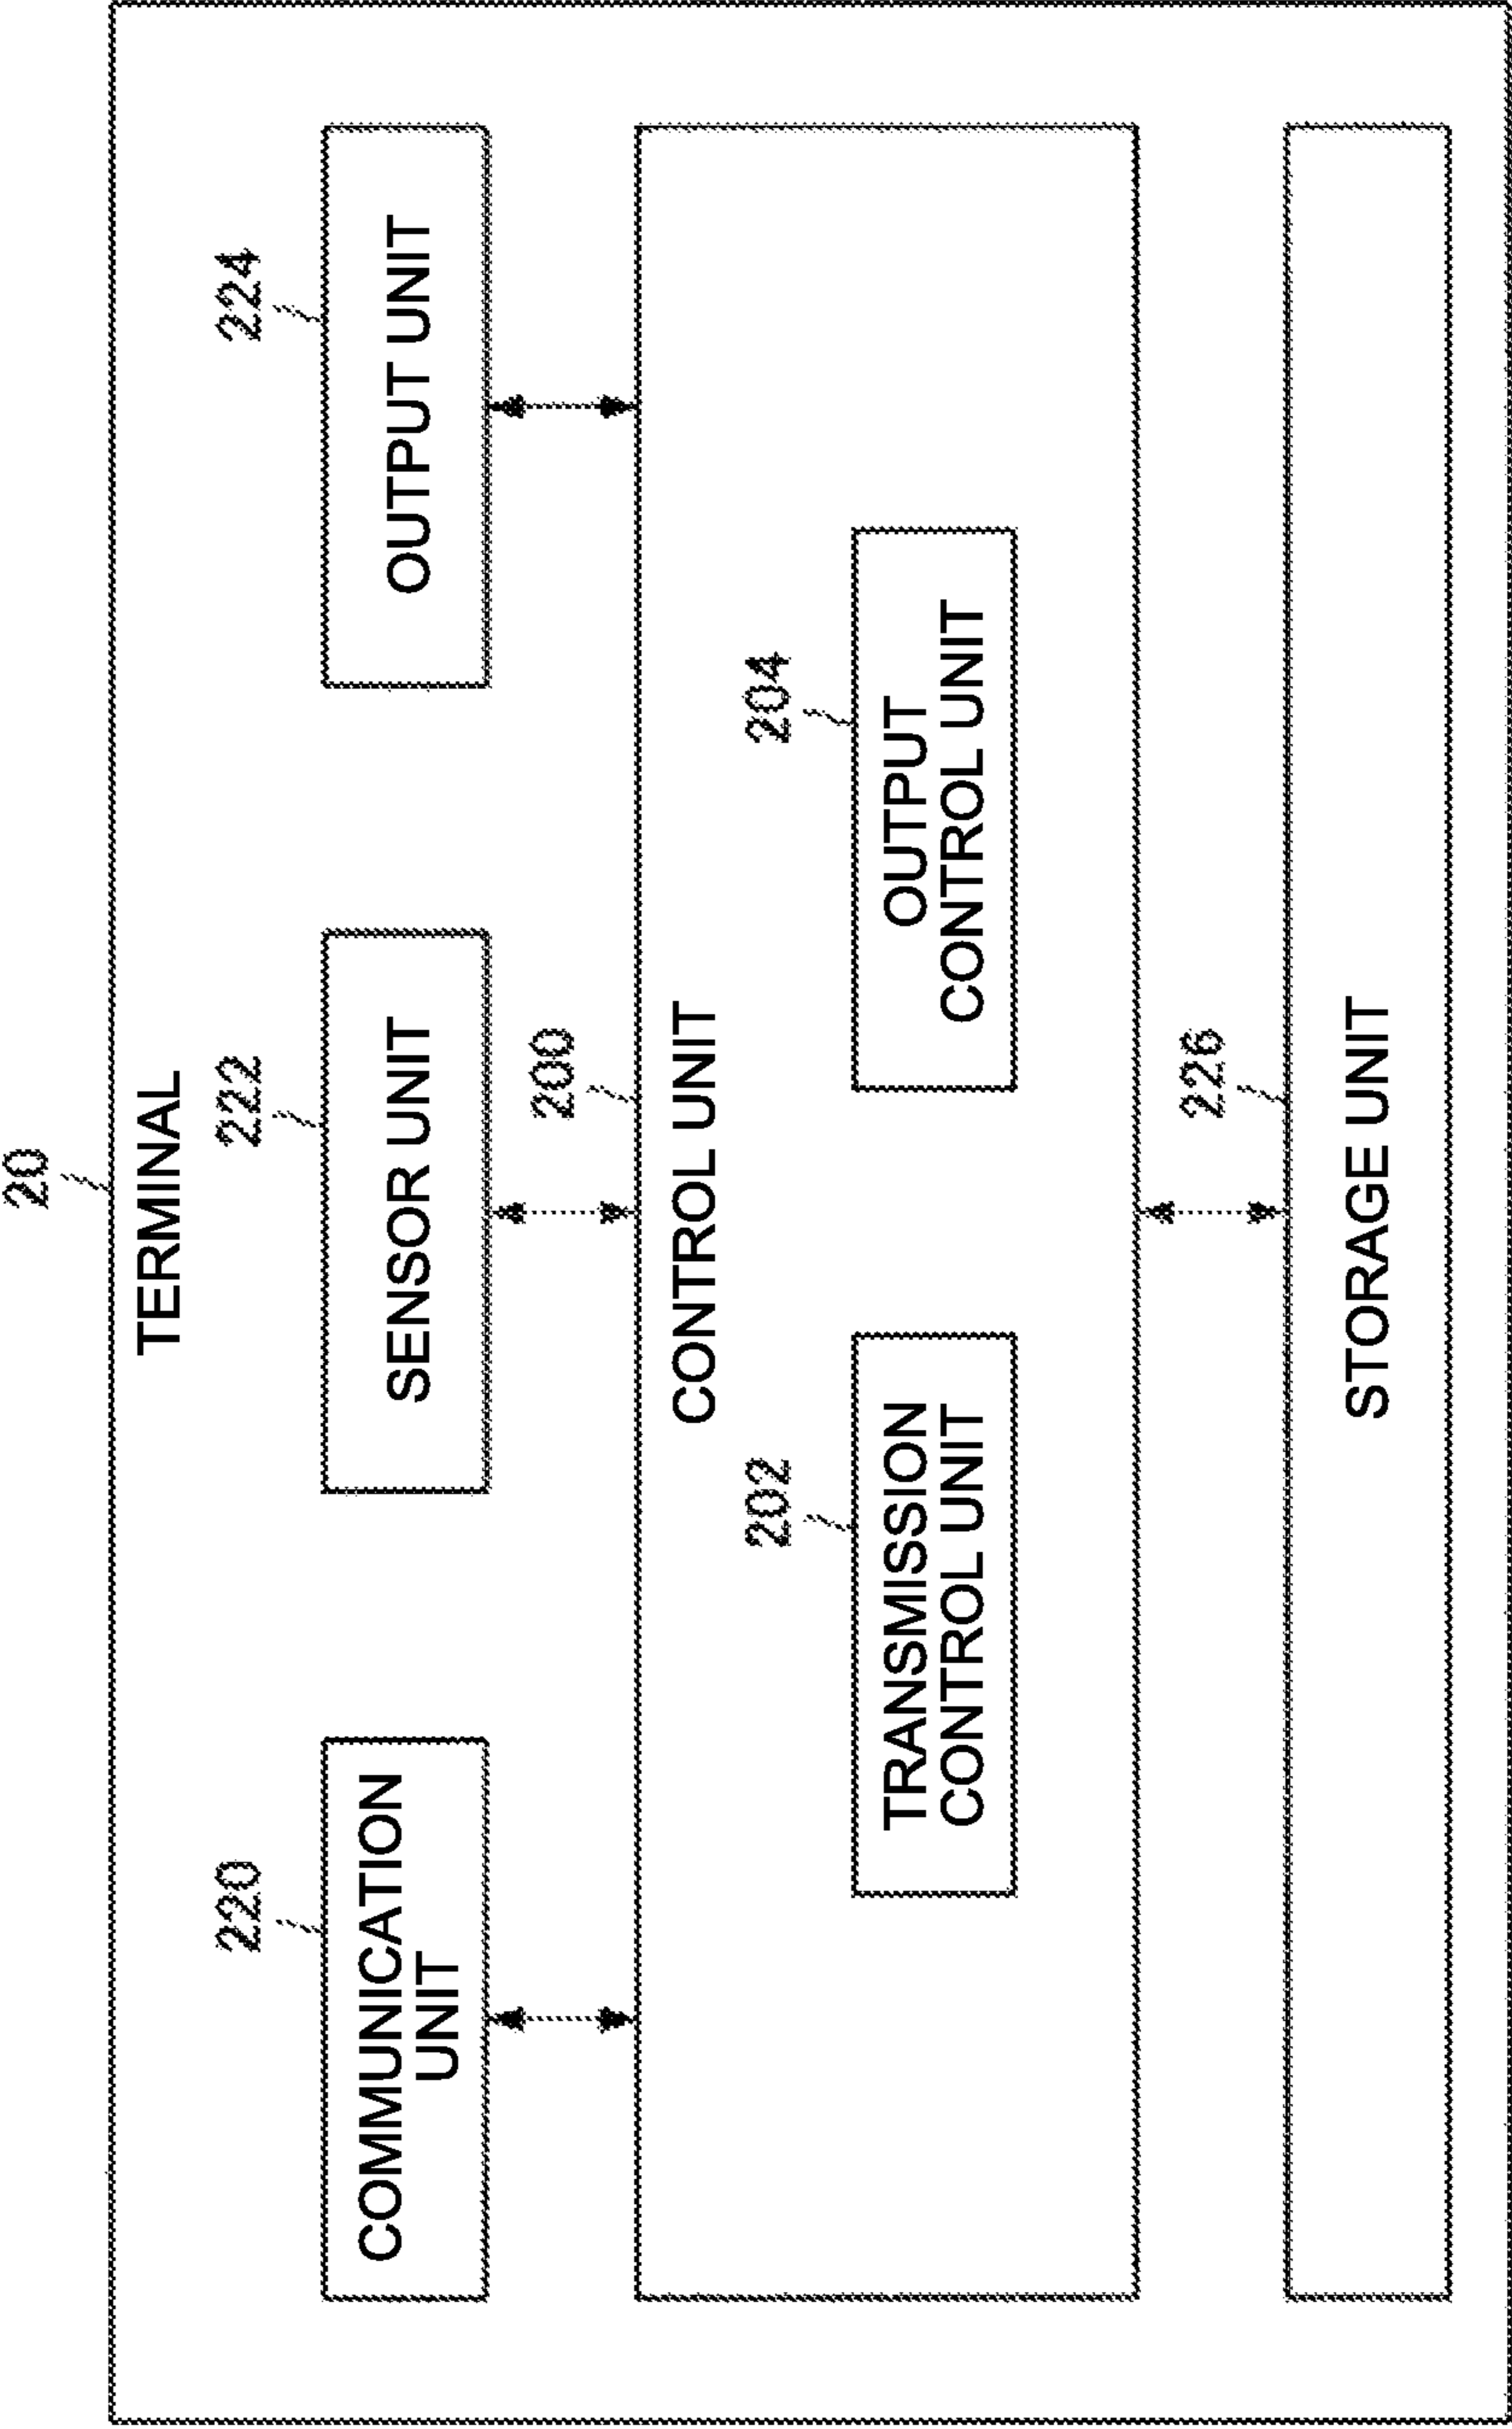 20
TERMINAL
220
222
224
COMMUNICATION
UNIT
SENSOR UNIT
OUTPUT UNIT
200
CONTROL UNIT
202
204
TRANSMISSION
CONTROL UNIT
OUTPUT
CONTROL UNIT
226
STORAGE UNIT